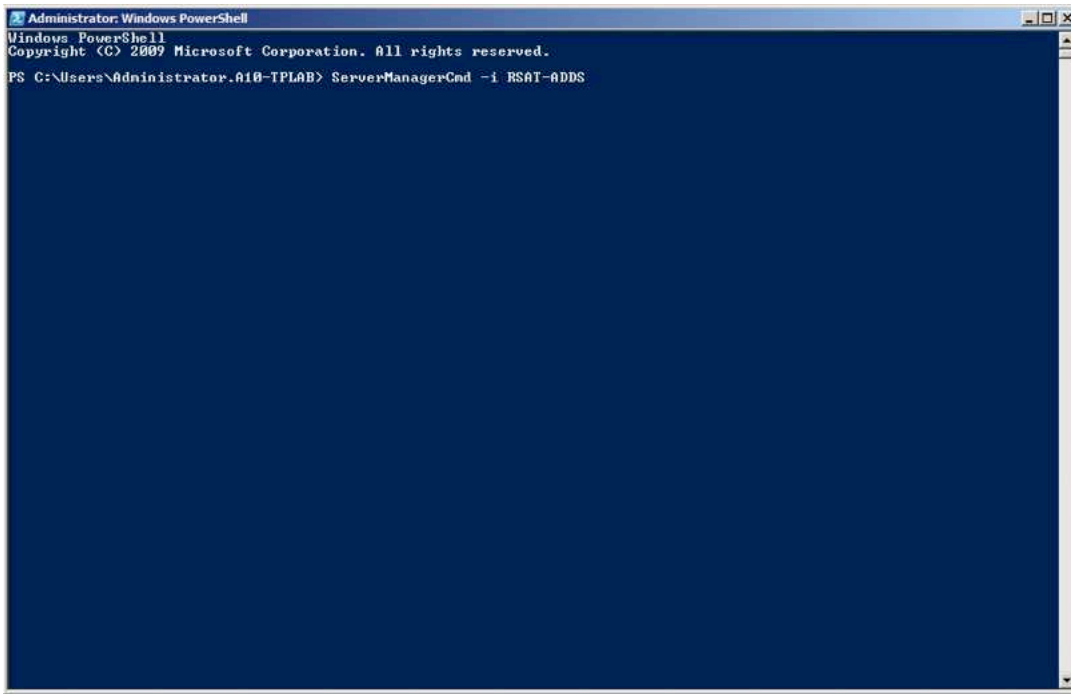 Administrator: Windows PowerShell
Windows PowerShell
Copyright (C) 2009 Microsoft Corporation. All rights reserved.
PS C:\Users\Administrator.A10-TPLAB> ServerManagerCmd -i RSAT-ADDS